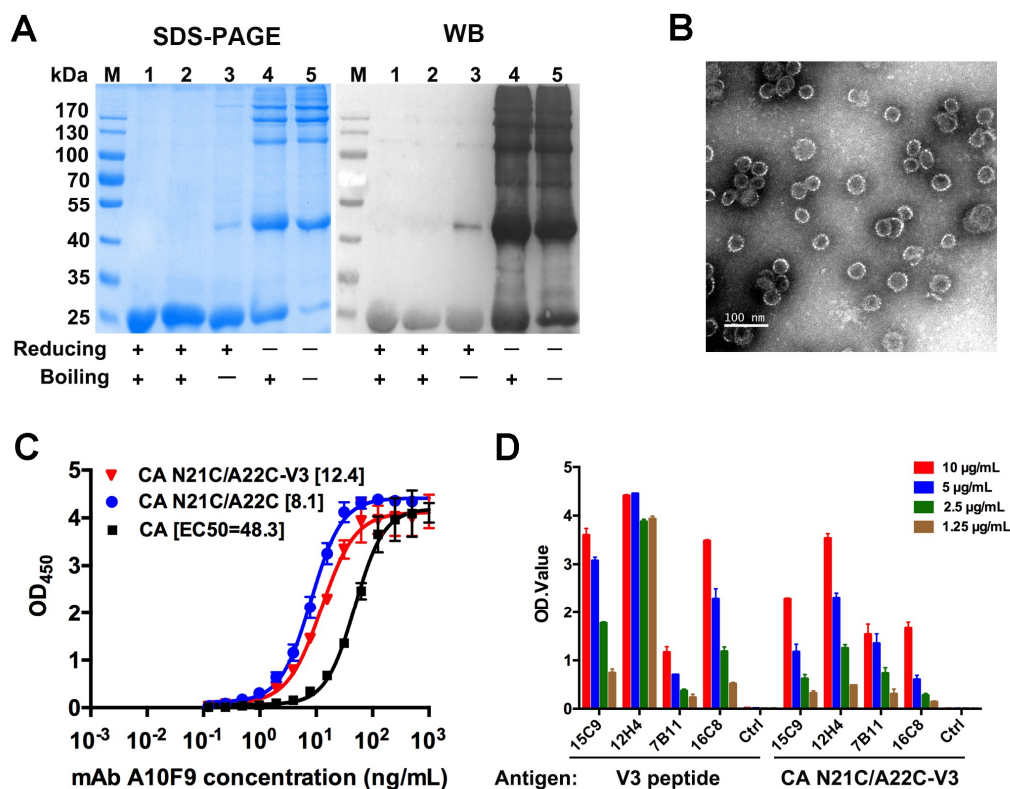 A
SDS-PAGE
WB
kDa M 1 2 3 4 5
M 1 2 3 4 5
170
130
100
70
55
40
35
25
Reducing + + + — —
+ + + — —
Boiling + + — + —
+ + — + —
B
100 nm
C
CA N21C/A22C-V3 [12.4]
CA N21C/A22C [8.1]
CA [EC50=48.3]
OD450
5
4
3
2
1
0
10-3 10-2 10-1 100 101 102 103
mAb A10F9 concentration (ng/mL)
D
10 µg/mL
5 µg/mL
2.5 µg/mL
1.25 µg/mL
OD.Value
5
4
3
2
1
0
15C9 12H4 7B11 16C8 Ctrl 15C9 12H4 7B11 16C8 Ctrl
Antigen: V3 peptide CA N21C/A22C-V3